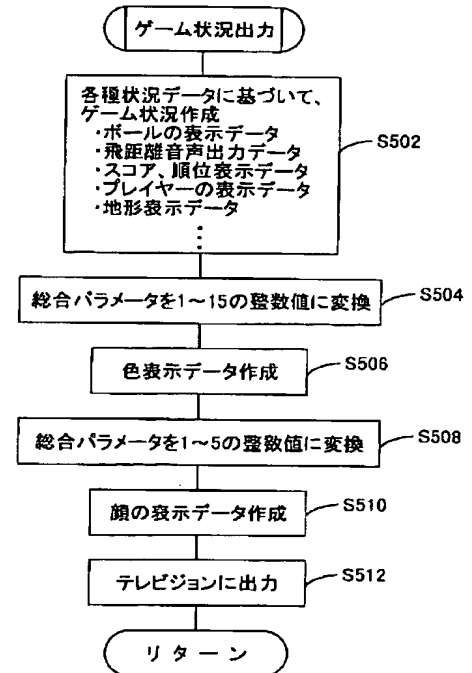 ゲーム状況出力
各種状況データに基づいて、
ゲーム状況作成
・ボールの表示データ
・飛距離音声出力データ
・スコア、順位表示データ
・プレイヤーの表示データ
・地形表示データ
S502
総合パラメータを1～15の整数値に変換
S504
色表示データ作成
S506
総合パラメータを1～5の整数値に変換
S508
顔の表示データ作成
S510
テレビジョンに出力
S512
リターン